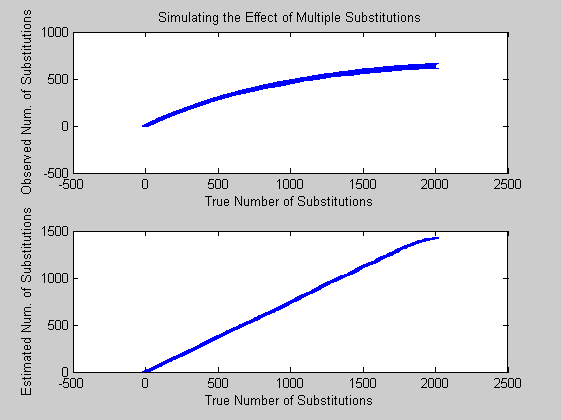 Simulating the Effect of Multiple Substitutions
Observed Num. of Substitutions
1000
500
0
-500
-500 0 500 1000 1500 2000 2500
True Number of Substitutions
Estimated Num. of Substitutions
1500
1000
500
0
-500 0 500 1000 1500 2000 2500
True Number of Substitutions